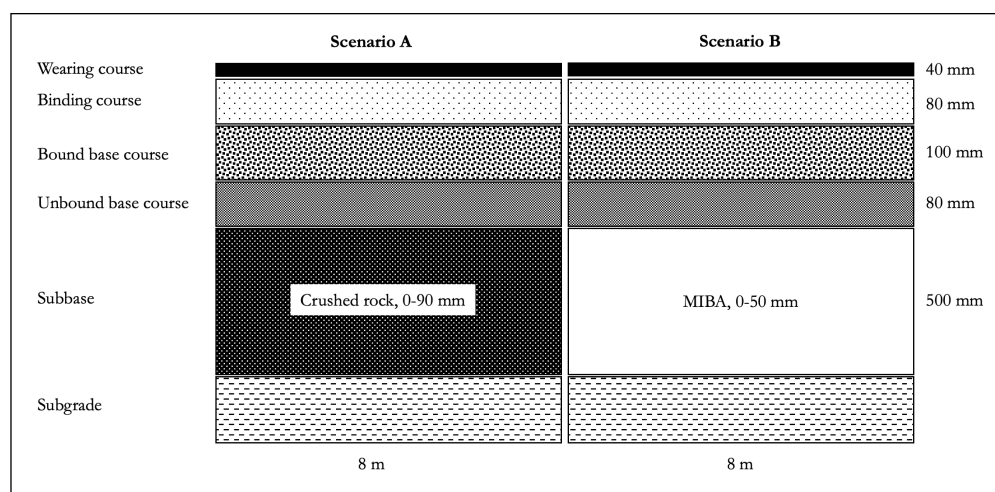 Scenario A Scenario B
Wearing course 40 mm
Binding course 80 mm
Bound base course 100 mm
Unbound base course 80 mm
Subbase Crushed rock, 0-90 mm MIBA, 0-50 mm 500 mm
Subgrade
8 m 8 m